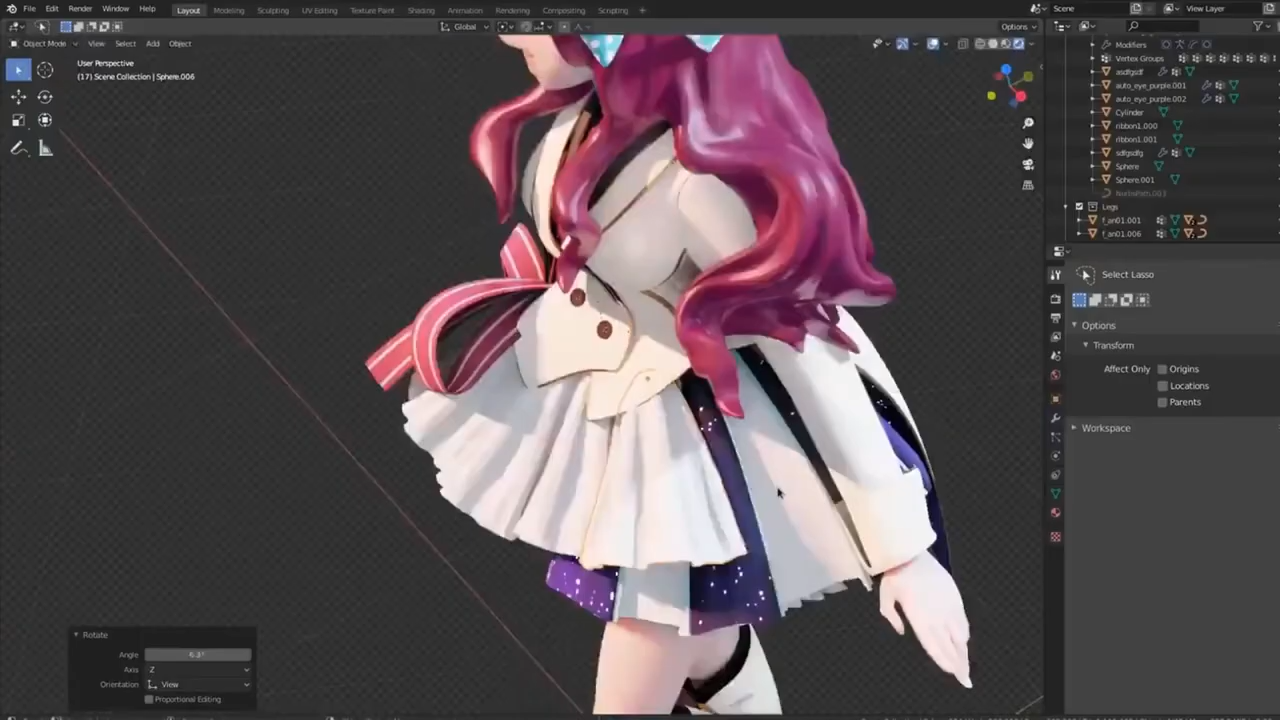 File Edit Render Window Help Layout Modeling Sculpting UV Editing Texture Paint Shading Animation Rendering Compositing Scripting + Scene View Layer
Global Options
Object Mode View Select Add Object
User Perspective
(17) Scene Collection | Sphere.006
Modifiers
Vertex Groups
asdfgsdf
auto_eye_purple.001
auto_eye_purple.002
Cylinder
ribbon1.000
ribbon1.001
sdfgsdfg
Sphere
Sphere.001
NurbsPath.003
Legs
f_an01.001
f_an01.006
Select Lasso
Options
Transform
Affect Only Origins
Locations
Parents
Workspace
Rotate
Angle
Axis Z
Orientation View
Proportional Editing